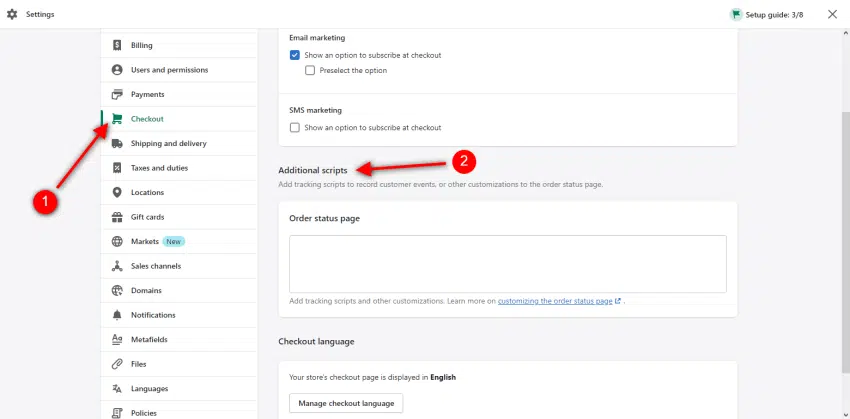 Settings
Setup guide: 3/8
Billing
Users and permissions
Payments
Checkout
Shipping and delivery
Taxes and duties
Locations
Gift cards
Markets New
Sales channels
Domains
Notifications
Metafields
Files
Languages
Policies
1
Email marketing
Show an option to subscribe at checkout
Preselect the option
SMS marketing
Show an option to subscribe at checkout
Additional scripts
2
Add tracking scripts to record customer events, or other customizations to the order status page.
Order status page
Add tracking scripts and other customizations. Learn more on customizing the order status page .
Checkout language
Your store's checkout page is displayed in English
Manage checkout language